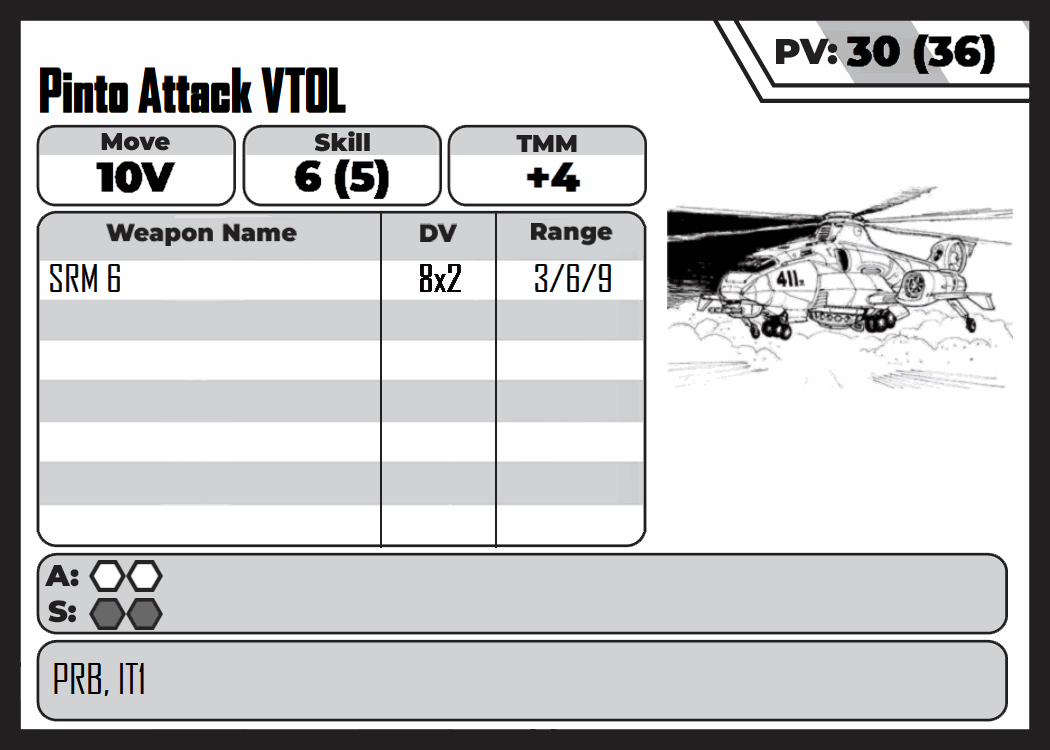 PV: 30 (36)
Pinto Attack VTOL
Move
10V
Skill
6 (5)
TMM
+4
Weapon Name DV Range
SRM 6 8x2 3/6/9
411
A:
S:
PRB, IT1